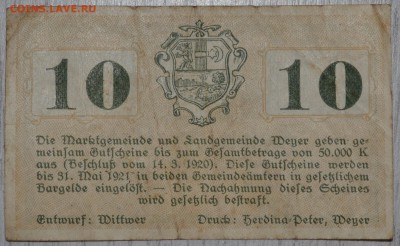 COINS.LAVE.RU
10
10
Die Marktgemeinde und Landgemeinde Weyer geben ge-
meinsam Gutscheine bis zum Gesamtbetrage von 50.000 K
aus (Beschluß vom 14. 3. 1920). Diese Gutscheine werden
bis 31. Mai 1921 in beiden Gemeindeämtern in gesetzlichem
Bargelde eingelöst. — Die Nachahmung dieses Scheines
wird gesetzlich bestraft.
Entwurf: Wittwer Druck: Herdina-Peter, Weyer